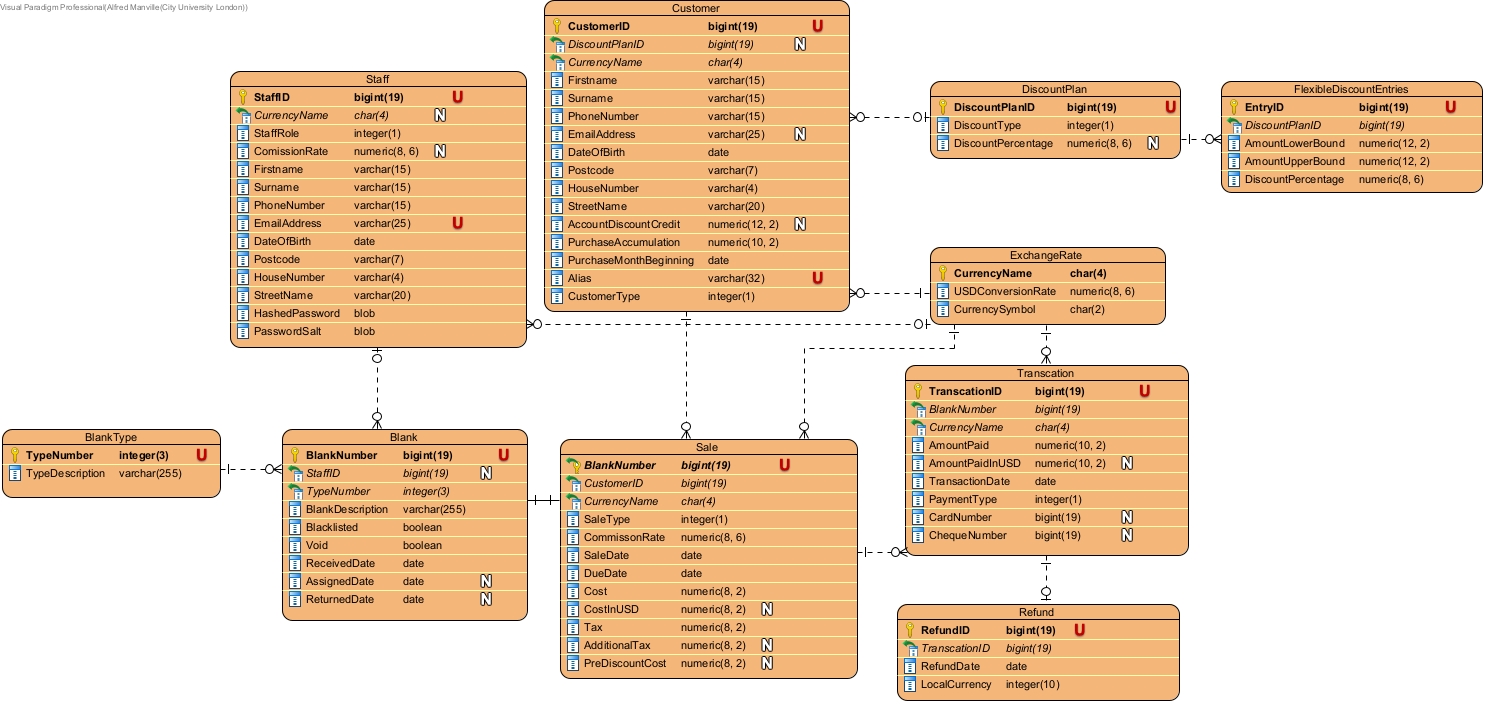 Visual Paradigm Professional(Alfred Manville(City University London))
Customer
CustomerID bigint(19) U
DiscountPlanID bigint(19) N
CurrencyName char(4)
Firstname varchar(15)
Surname varchar(15)
PhoneNumber varchar(15)
EmailAddress varchar(25) N
DateOfBirth date
Postcode varchar(7)
HouseNumber varchar(4)
StreetName varchar(20)
AccountDiscountCredit numeric(12, 2) N
PurchaseAccumulation numeric(10, 2)
PurchaseMonthBeginning date
Alias varchar(32) U
CustomerType integer(1)
Staff
StaffID bigint(19) U
CurrencyName char(4) N
StaffRole integer(1)
ComissionRate numeric(8, 6) N
Firstname varchar(15)
Surname varchar(15)
PhoneNumber varchar(15)
EmailAddress varchar(25) U
DateOfBirth date
Postcode varchar(7)
HouseNumber varchar(4)
StreetName varchar(20)
HashedPassword blob
PasswordSalt blob
DiscountPlan
DiscountPlanID bigint(19) U
DiscountType integer(1)
DiscountPercentage numeric(8, 6) N
FlexibleDiscountEntries
EntryID bigint(19) U
DiscountPlanID bigint(19)
AmountLowerBound numeric(12, 2)
AmountUpperBound numeric(12, 2)
DiscountPercentage numeric(8, 6)
ExchangeRate
CurrencyName char(4)
USDConversionRate numeric(8, 6)
CurrencySymbol char(2)
Transcation
TranscationID bigint(19) U
BlankNumber bigint(19)
CurrencyName char(4)
AmountPaid numeric(10, 2)
AmountPaidInUSD numeric(10, 2) N
TransactionDate date
PaymentType integer(1)
CardNumber bigint(19) N
ChequeNumber bigint(19) N
BlankType
TypeNumber integer(3) U
TypeDescription varchar(255)
Blank
BlankNumber bigint(19) U
StaffID bigint(19) N
TypeNumber integer(3)
BlankDescription varchar(255)
Blacklisted boolean
Void boolean
ReceivedDate date
AssignedDate date N
ReturnedDate date N
Sale
BlankNumber bigint(19) U
CustomerID bigint(19)
CurrencyName char(4)
SaleType integer(1)
CommissonRate numeric(8, 6)
SaleDate date
DueDate date
Cost numeric(8, 2)
CostInUSD numeric(8, 2) N
Tax numeric(8, 2)
AdditionalTax numeric(8, 2) N
PreDiscountCost numeric(8, 2) N
Refund
RefundID bigint(19) U
TranscationID bigint(19)
RefundDate date
LocalCurrency integer(10)